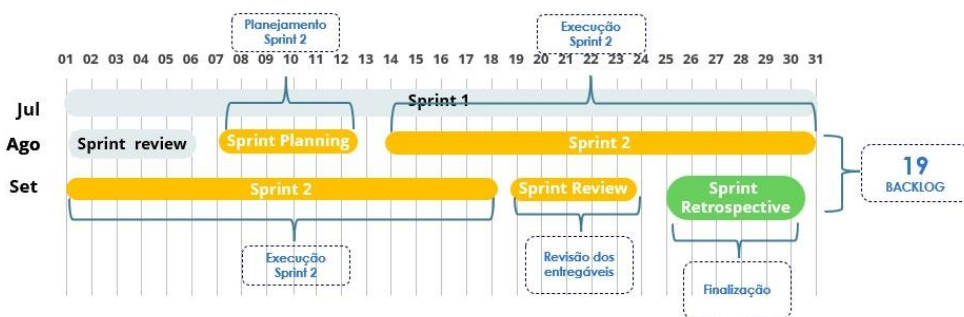 Planejamento
Sprint 2
Execução
Sprint 2
01 02 03 04 05 06 07 08 09 10 11 12 13 14 15 16 17 18 19 20 21 22 23 24 25 26 27 28 29 30 31
Jul
Sprint 1
Ago
Sprint review
Sprint Planning
Sprint 2
Set
Sprint 2
Sprint Review
Sprint
Retrospective
19
BACKLOG
Execução
Sprint 2
Revisão dos
entregáveis
Finalização